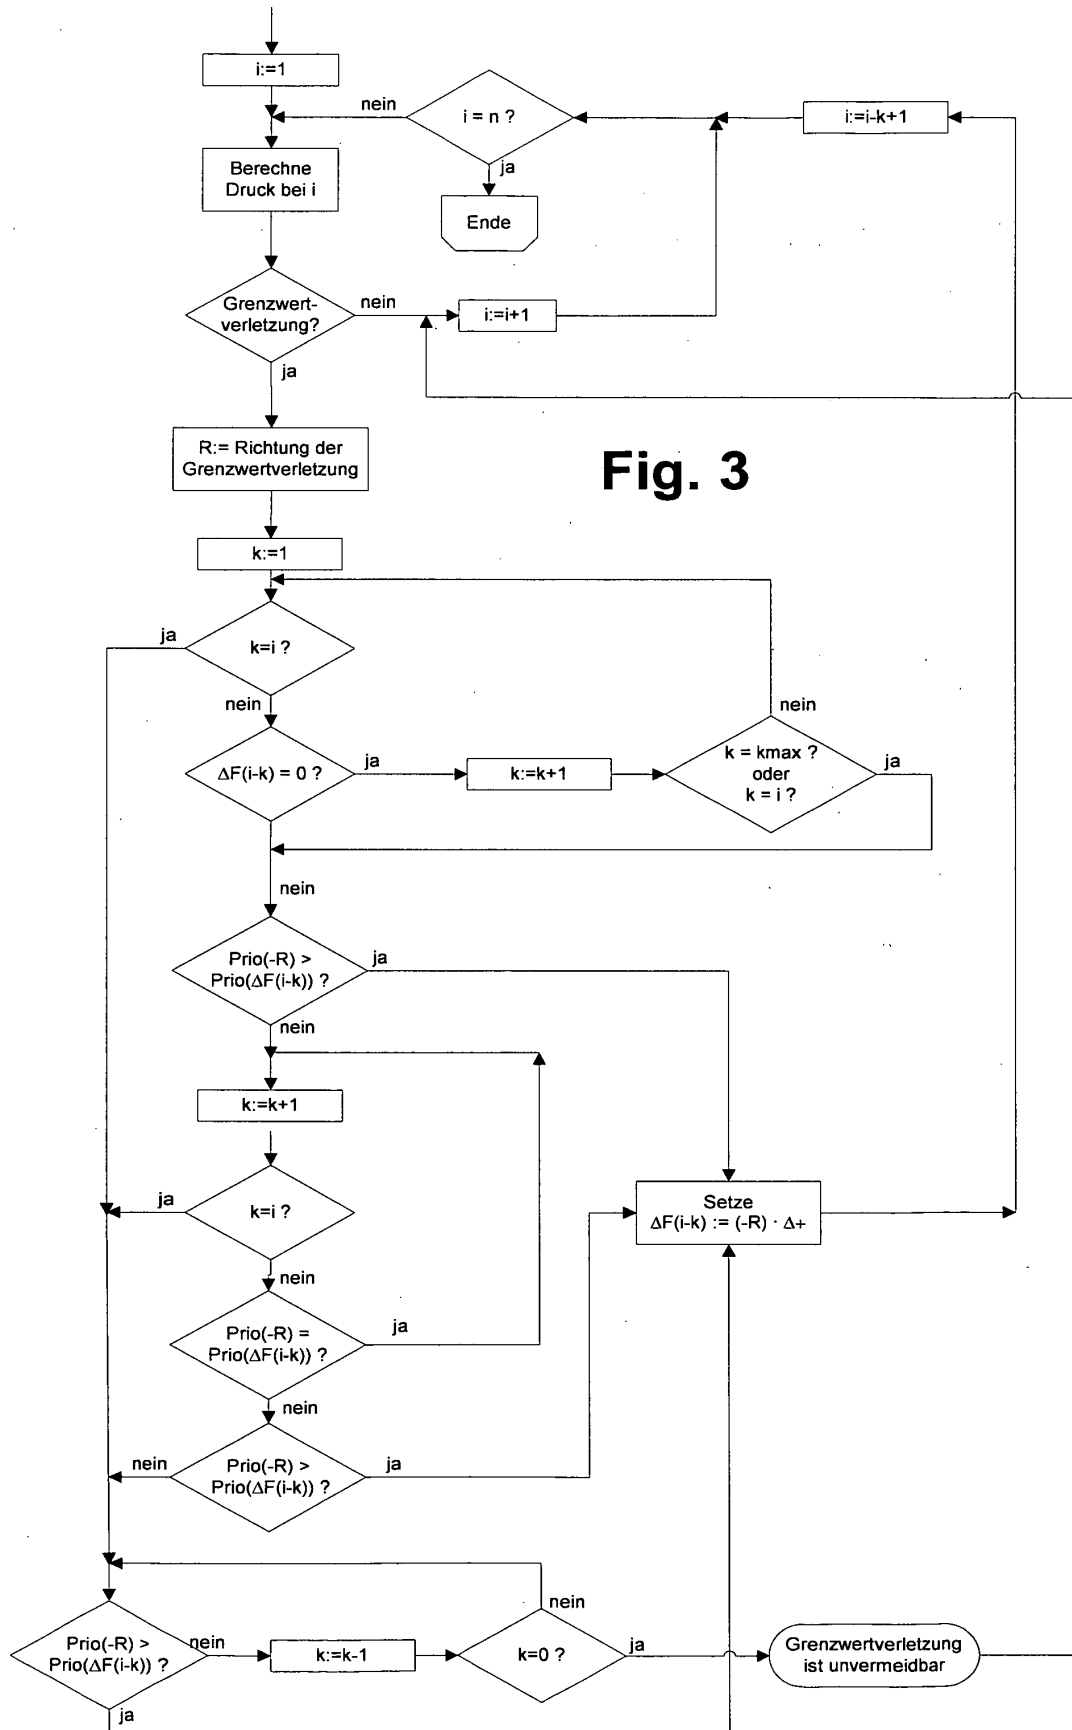 i:=1
nein
i = n ?
i:=i-k+1
ja
Berechne
Druck bei i
Ende
Grenzwert-
verletzung?
nein
i:=i+1
ja
R:= Richtung der
Grenzwertverletzung
Fig. 3
k:=1
ja
k=i ?
nein
nein
ΔF(i-k) = 0 ?
ja
k:=k+1
k = kmax ?
oder
k = i ?
ja
nein
Prio(-R) >
Prio(ΔF(i-k)) ?
ja
nein
k:=k+1
ja
k=i ?
Setze
ΔF(i-k) := (-R) · Δ+
nein
Prio(-R) =
Prio(ΔF(i-k)) ?
ja
nein
nein
Prio(-R) >
Prio(ΔF(i-k)) ?
ja
nein
Prio(-R) >
Prio(ΔF(i-k)) ?
nein
k:=k-1
k=0 ?
ja
Grenzwertverletzung
ist unvermeidbar
ja